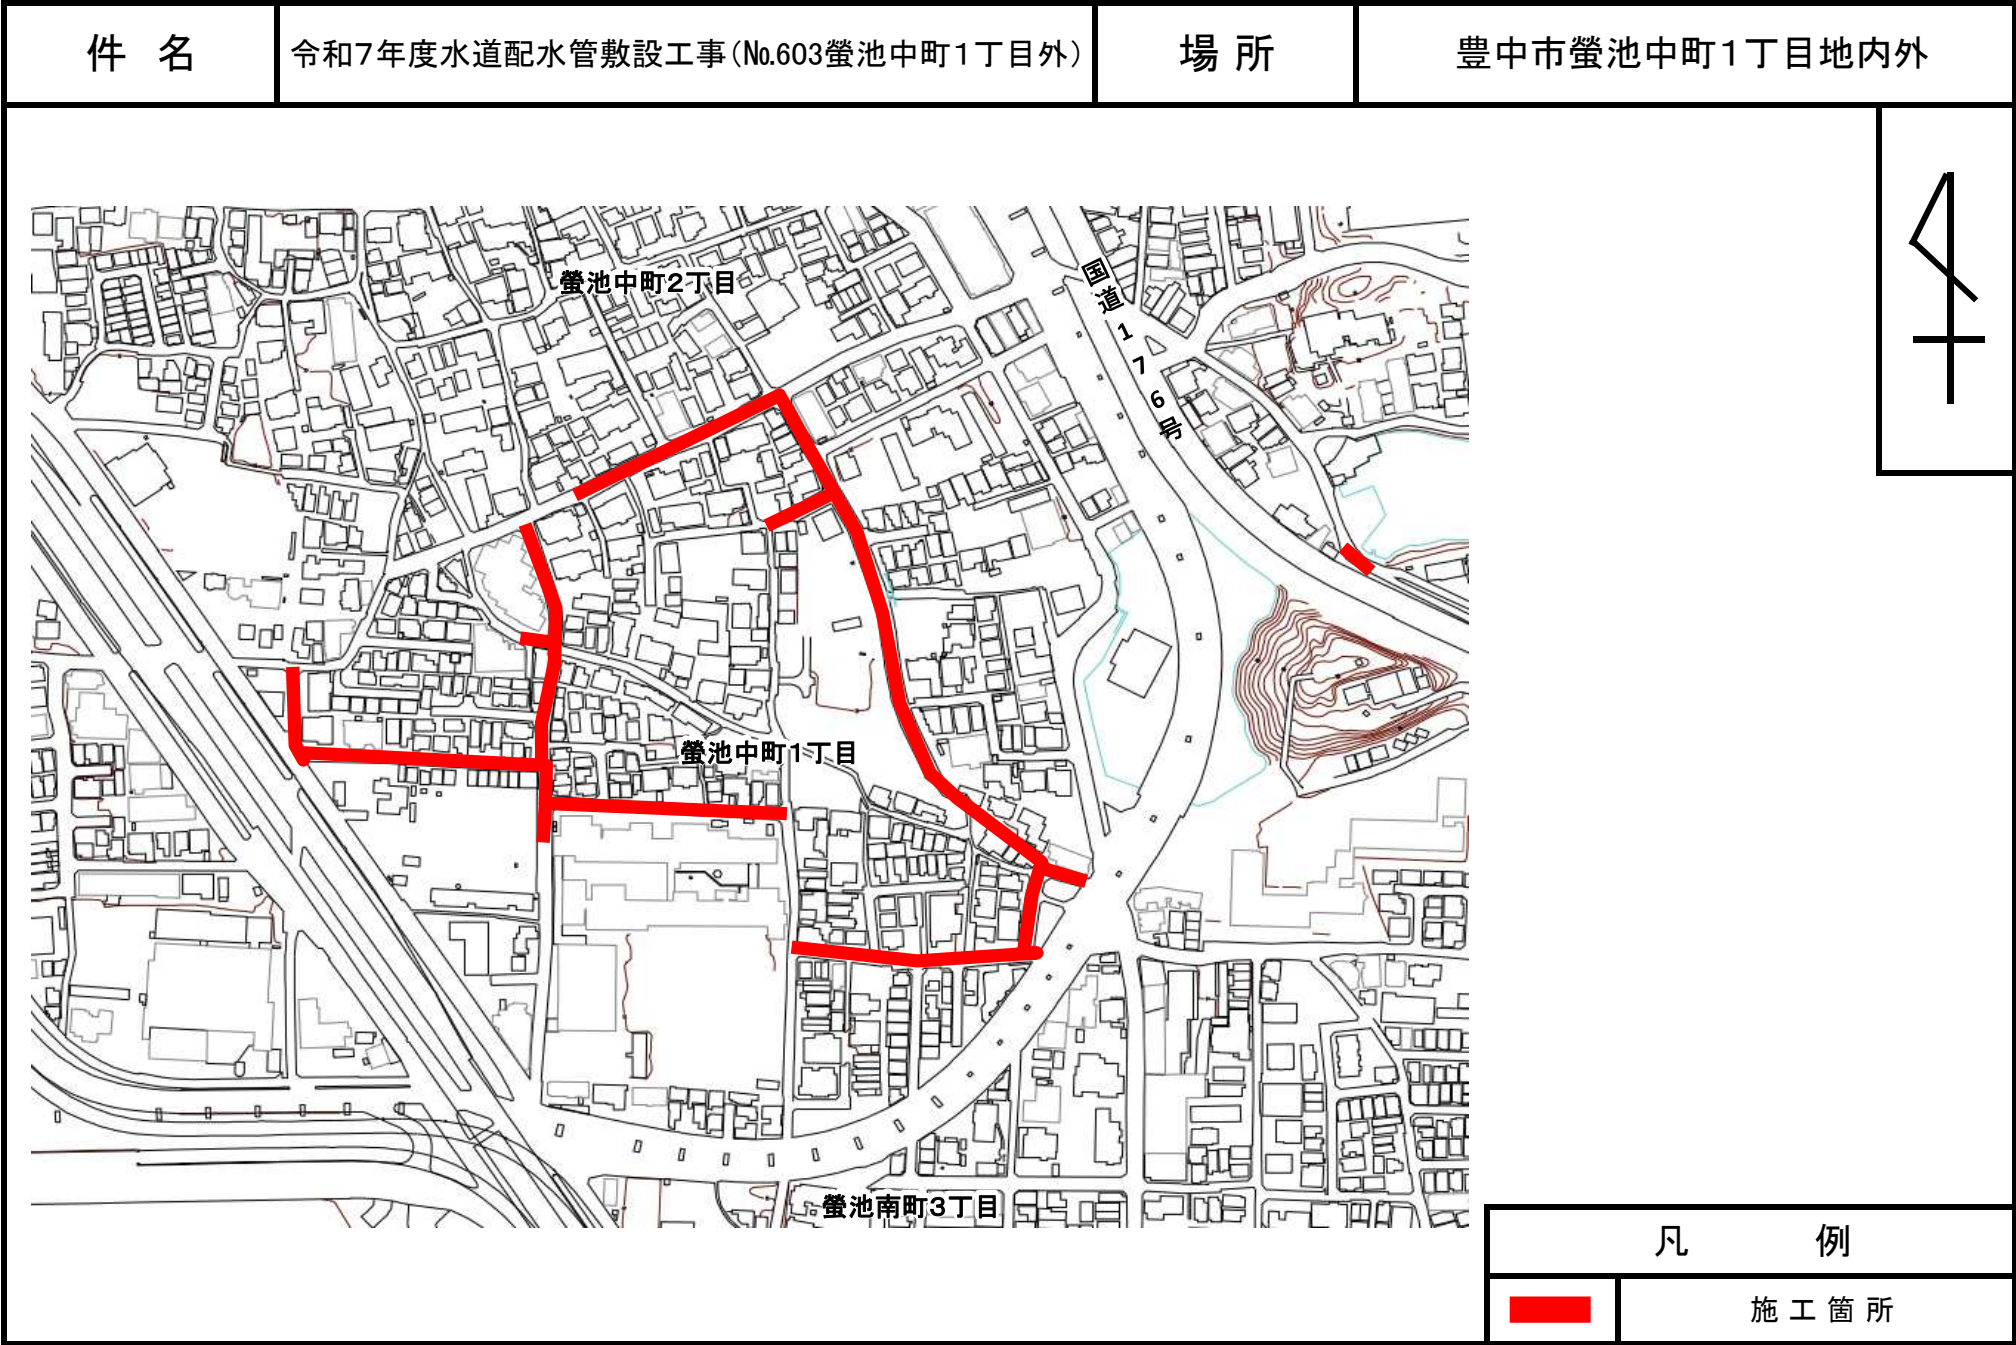 件 名
令和7年度水道配水管敷設工事(№603螢池中町1丁目外)
場 所
豊中市螢池中町1丁目地内外
螢池中町2丁目
国道176号
螢池中町1丁目
螢池南町3丁目
凡 例
施 工 箇 所